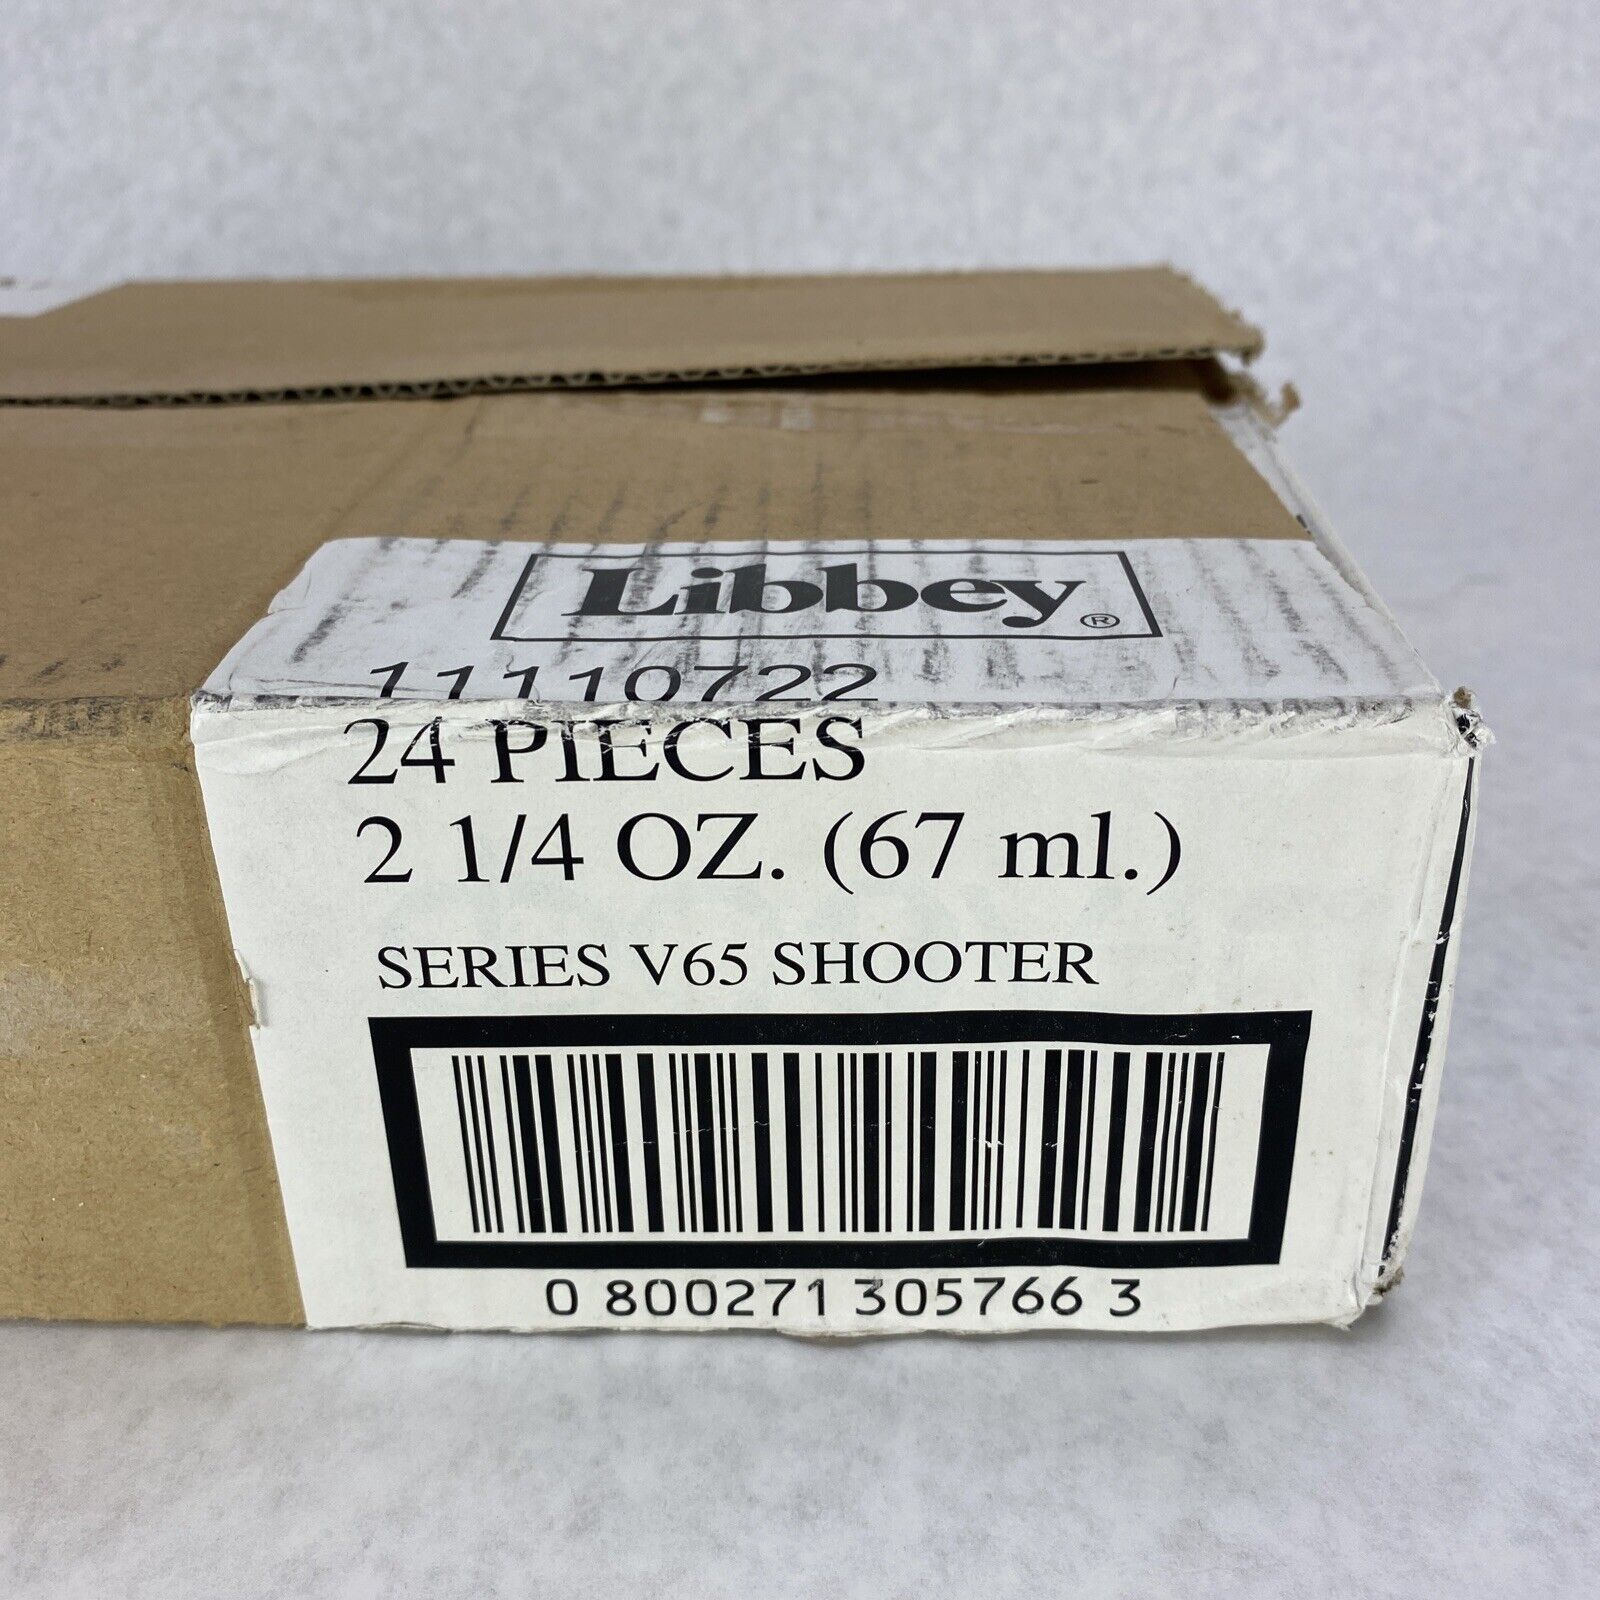 Libbey®
11110722
24 PIECES
2 1/4 OZ. (67 ml.)
SERIES V65 SHOOTER
0 800271 305766 3